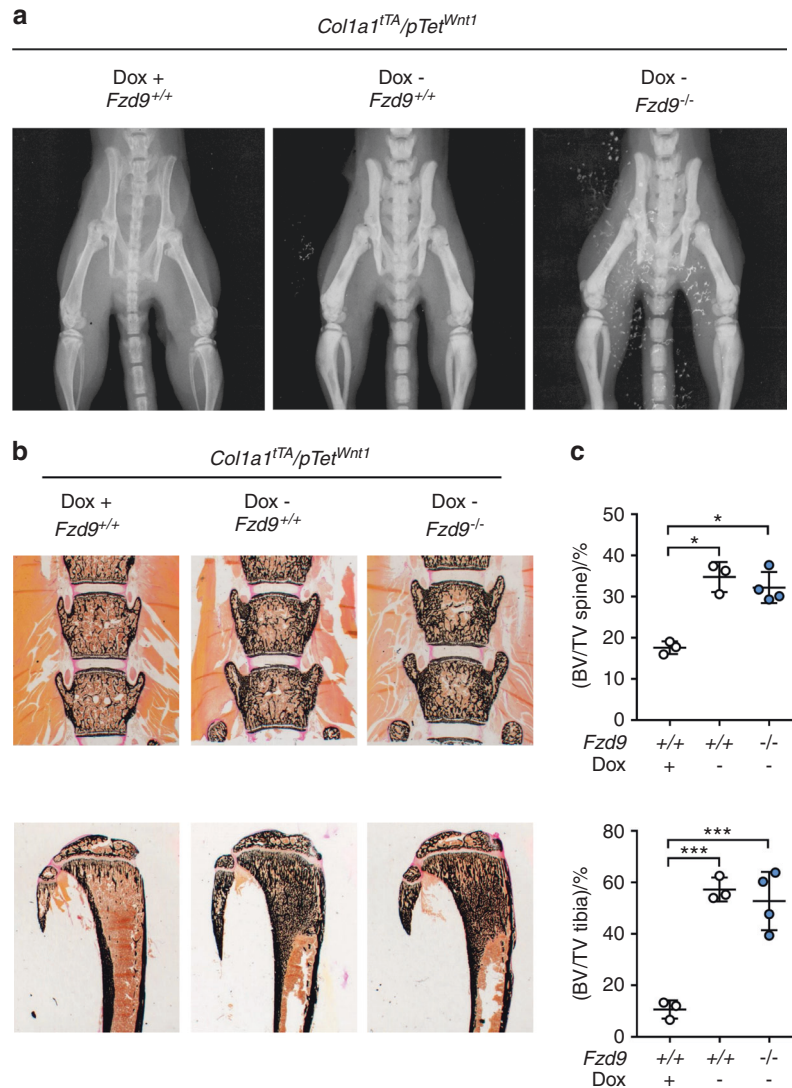 a
Col1a1tTA/pTetWnt1
Dox + Dox - Dox -
Fzd9+/+ Fzd9+/+ Fzd9-/-
b
Col1a1tTA/pTetWnt1
Dox + Dox - Dox -
Fzd9+/+ Fzd9+/+ Fzd9-/-
c
50
40
30
20
10
0
(BV/TV spine)/%
*
*
Fzd9 +/+ +/+ -/-
Dox + - -
80
60
40
20
0
(BV/TV tibia)/%
***
***
Fzd9 +/+ +/+ -/-
Dox + - -